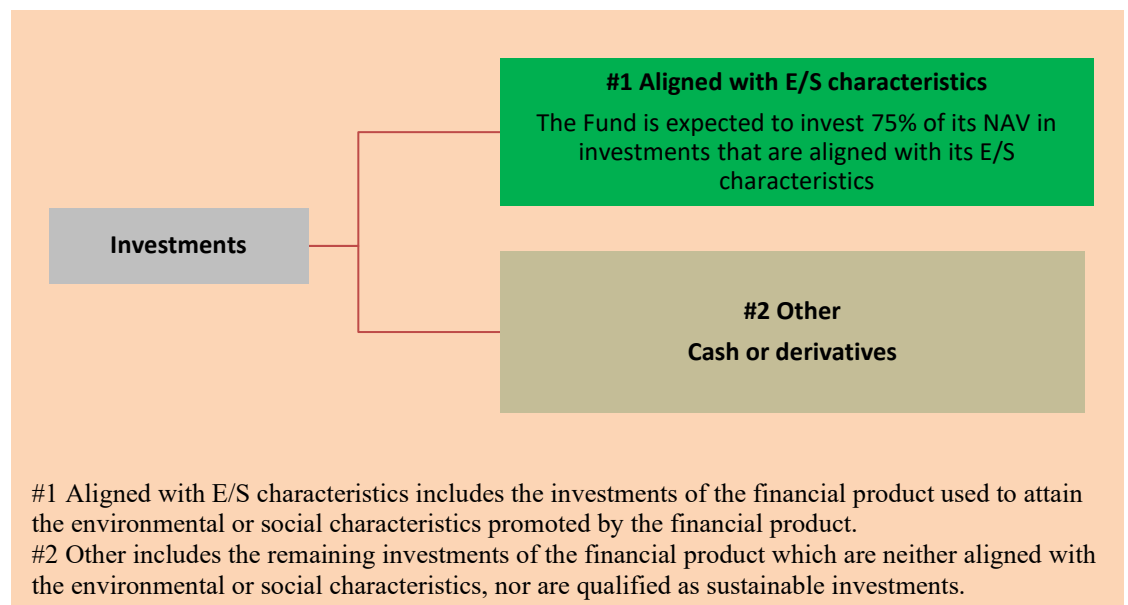 #1 Aligned with E/S characteristics
The Fund is expected to invest 75% of its NAV in
investments that are aligned with its E/S
characteristics
Investments
#2 Other
Cash or derivatives
#1 Aligned with E/S characteristics includes the investments of the financial product used to attain
the environmental or social characteristics promoted by the financial product.
#2 Other includes the remaining investments of the financial product which are neither aligned with
the environmental or social characteristics, nor are qualified as sustainable investments.